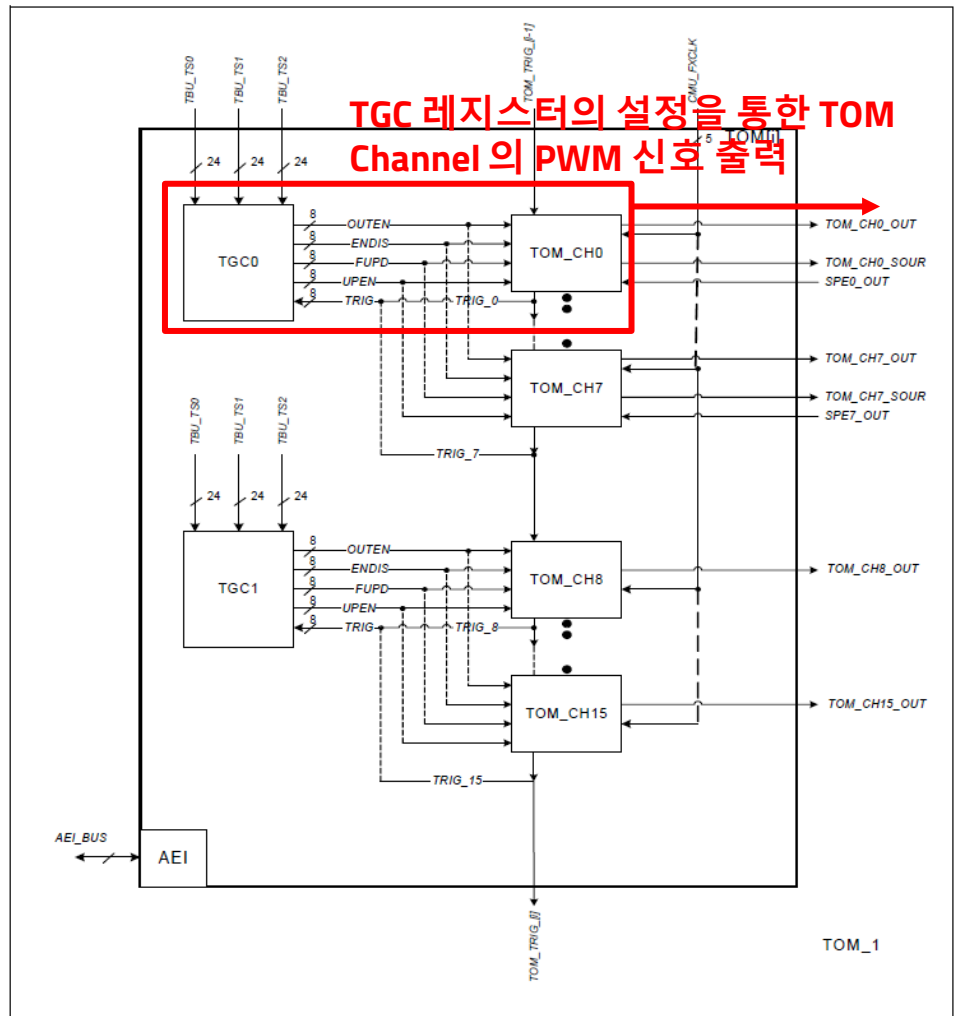 TBU_TS0
TBU_TS1
TBU_TS2
TOM_TRIG_[i-1]
CMU_FXCLK
TGC 레지스터의 설정을 통한 TOM
Channel 의 PWM 신호 출력
5
TOM[i]
24
24
24
TGC0
8
OUTEN
8
ENDIS
8
FUPD
8
UPEN
8
TRIG
TRIG_0
TOM_CH0
TOM_CH0_OUT
TOM_CH0_SOUR
SPE0_OUT
TOM_CH7
TOM_CH7_OUT
TOM_CH7_SOUR
SPE7_OUT
TRIG_7
TBU_TS0
TBU_TS1
TBU_TS2
24
24
24
TGC1
8
OUTEN
8
ENDIS
8
FUPD
8
UPEN
8
TRIG
TRIG_8
TOM_CH8
TOM_CH8_OUT
TOM_CH15
TOM_CH15_OUT
TRIG_15
AEI_BUS
AEI
TOM_TRIG_[i]
TOM_1